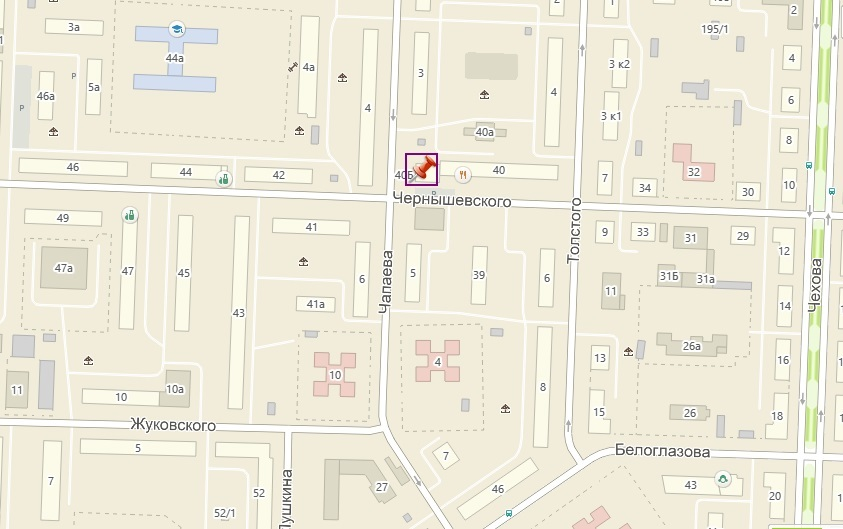 2
3а
195/1
44а
4а
3
3 к2
4
46а
5а
Р
Р
4
4
6
3 к1
40а
8
46
44
42
40Б
40
7
32
34
30
10
Чернышевского
49
41
9
33
31
29
12
Толстого
47а
47
45
6
5
39
6
31Б
31а
11
Чапаева
Чехова
43
41а
14
26а
10
4
13
16
11
10
10а
8
15
26
18
Жуковского
Белоглазова
5
7
7
52
Пушкина
27
46
43
20
52/1